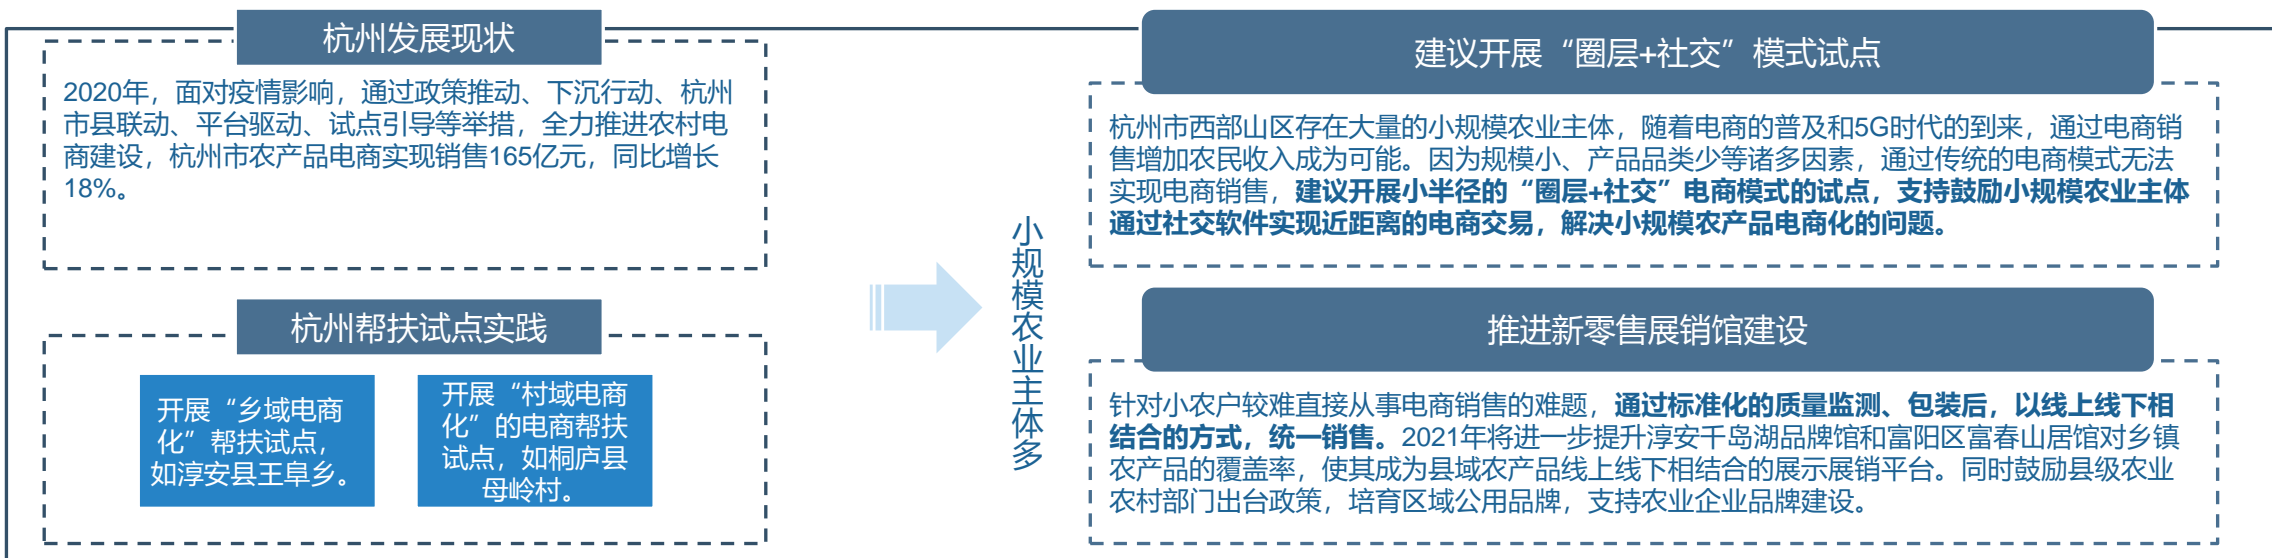 杭州发展现状
2020年，面对疫情影响，通过政策推动、下沉行动、杭州
市县联动、平台驱动、试点引导等举措，全力推进农村电
商建设，杭州市农产品电商实现销售165亿元，同比增长
18%。
杭州帮扶试点实践
开展“乡域电商
化”帮扶试点，
如淳安县王阜乡。
开展“村域电商
化”的电商帮扶
试点，如桐庐县
母岭村。
小规模农业主体多
建议开展“圈层+社交”模式试点
杭州市西部山区存在大量的小规模农业主体，随着电商的普及和5G时代的到来，通过电商销
售增加农民收入成为可能。因为规模小、产品品类少等诸多因素，通过传统的电商模式无法
实现电商销售，建议开展小半径的“圈层+社交”电商模式的试点，支持鼓励小规模农业主体
通过社交软件实现近距离的电商交易，解决小规模农产品电商化的问题。
推进新零售展销馆建设
针对小农户较难直接从事电商销售的难题，通过标准化的质量监测、包装后，以线上线下相
结合的方式，统一销售。2021年将进一步提升淳安千岛湖品牌馆和富阳区富春山居馆对乡镇
农产品的覆盖率，使其成为县域农产品线上线下相结合的展示展销平台。同时鼓励县级农业
农村部门出台政策，培育区域公用品牌，支持农业企业品牌建设。